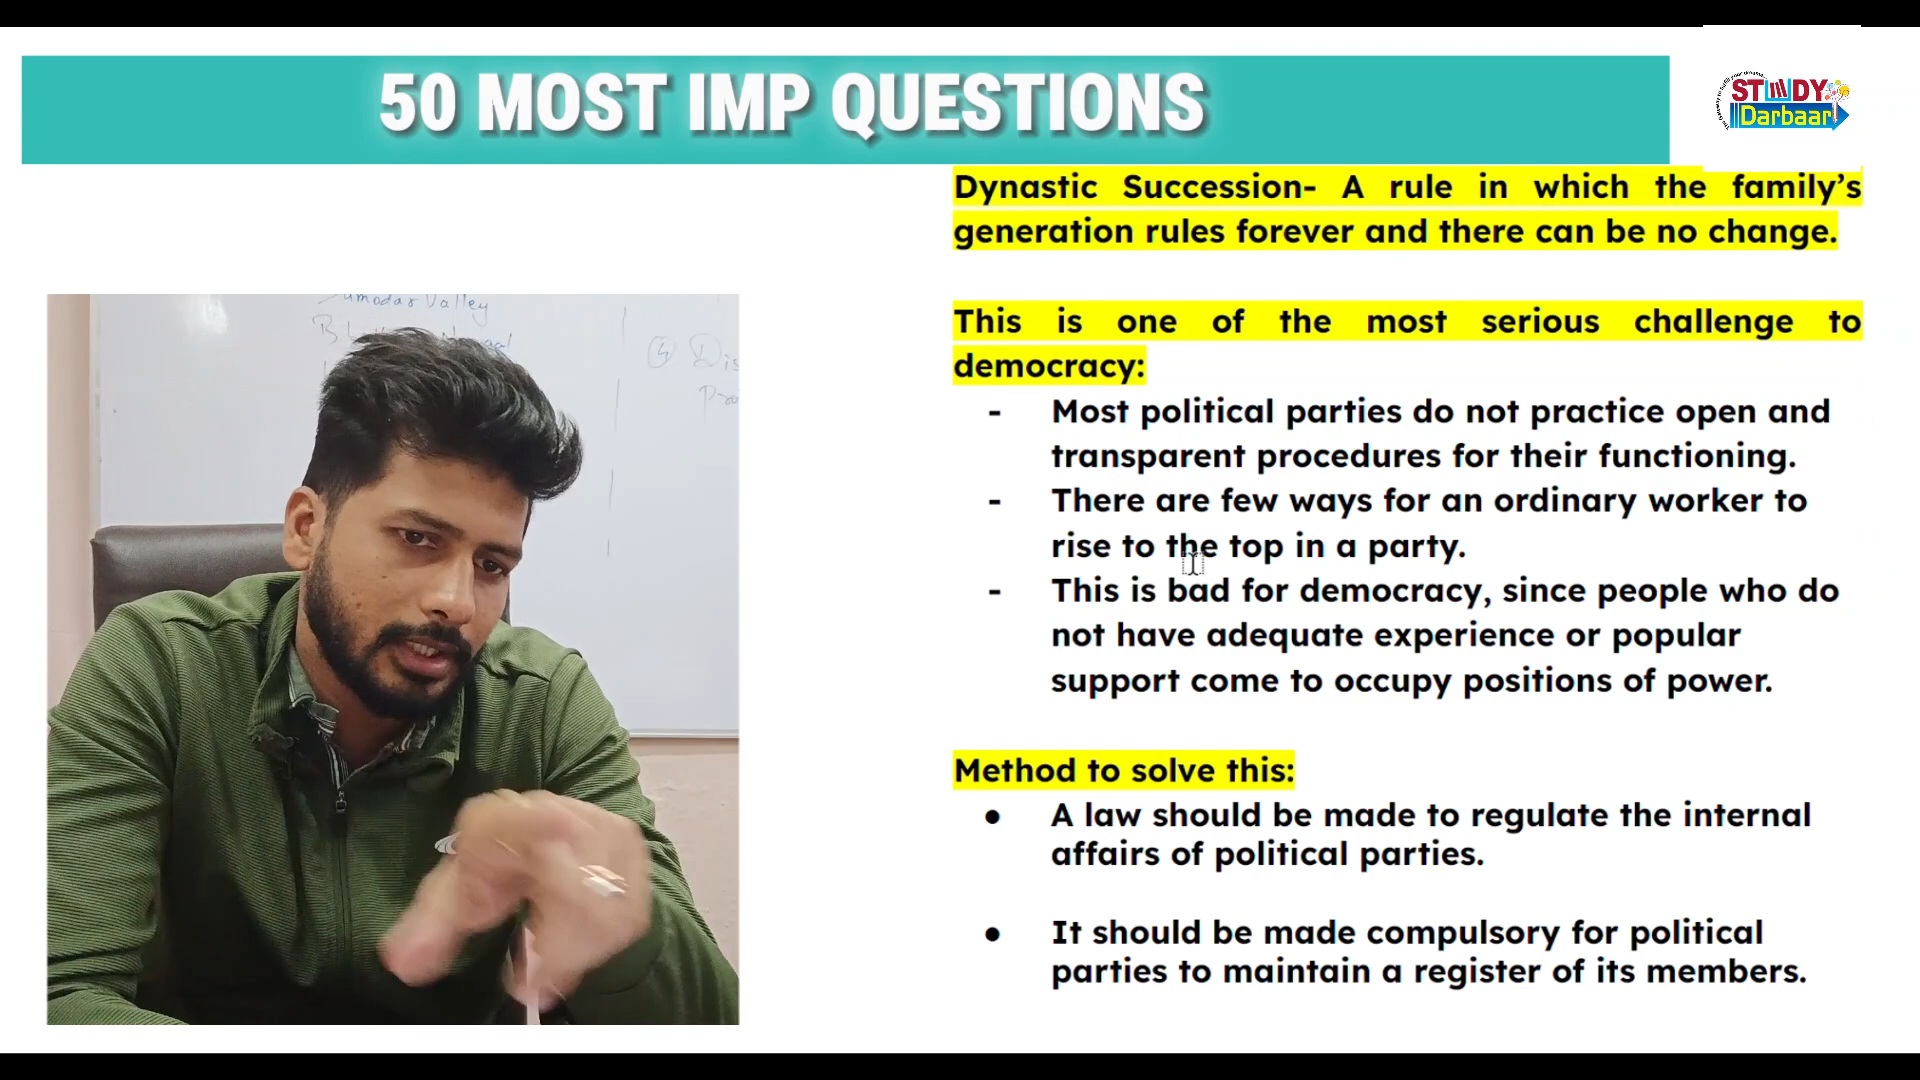 50 MOST IMP QUESTIONS
STUDY
Darbaar
Dynastic Succession- A rule in which the family's
generation rules forever and there can be no change.
This is one of the most serious challenge to
democracy:
- Most political parties do not practice open and
transparent procedures for their functioning.
- There are few ways for an ordinary worker to
rise to the top in a party.
- This is bad for democracy, since people who do
not have adequate experience or popular
support come to occupy positions of power.
Method to solve this:
● A law should be made to regulate the internal
affairs of political parties.
● It should be made compulsory for political
parties to maintain a register of its members.
Valley